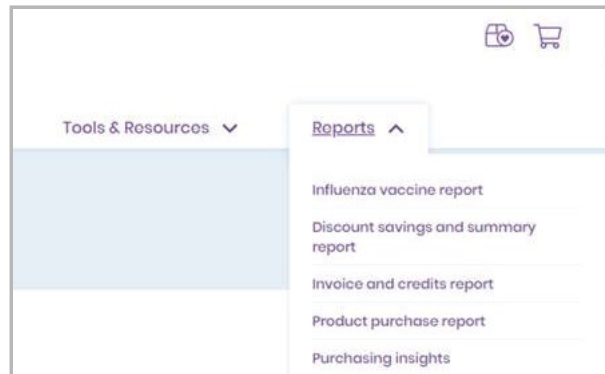 Tools & Resources
Reports
Influenza vaccine report
Discount savings and summary
report
Invoice and credits report
Product purchase report
Purchasing insights